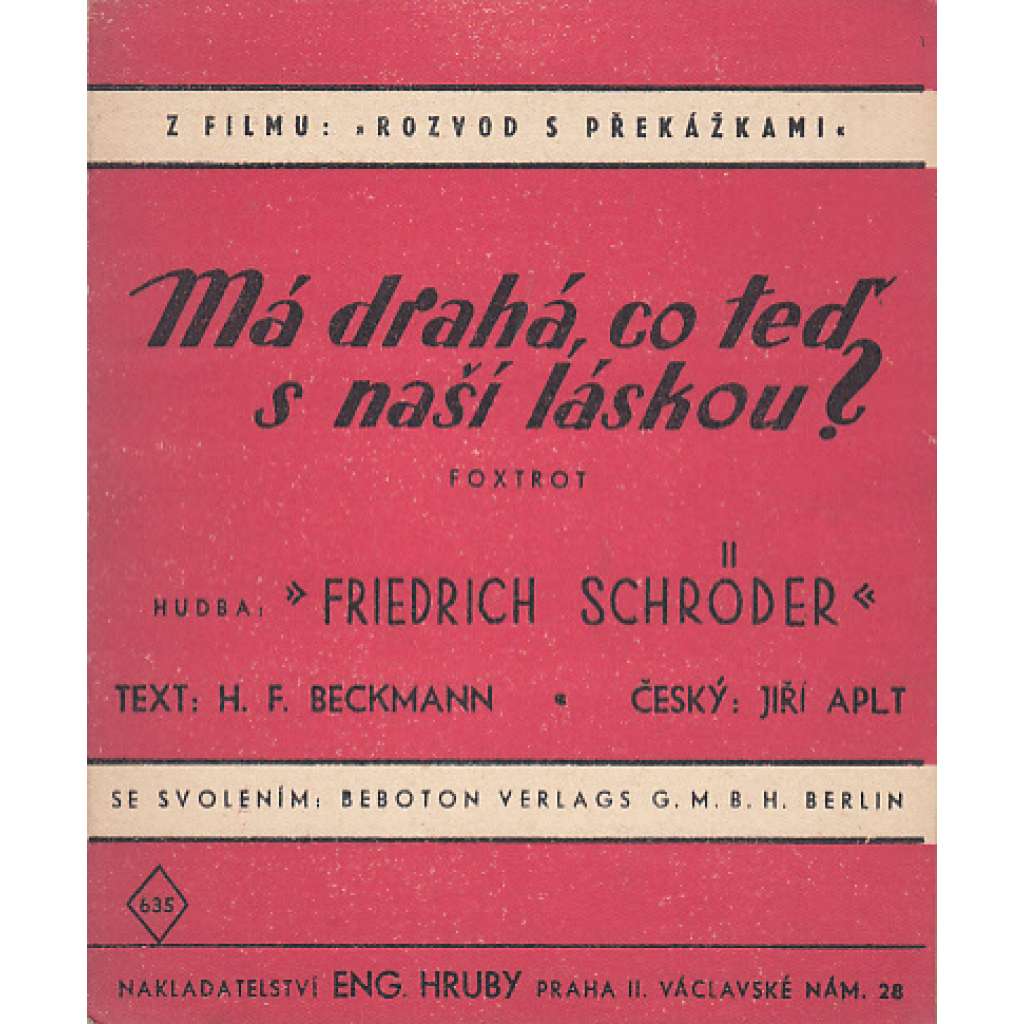 Z FILMU: »ROZVOD S PŘEKÁŽKAMI«
Má drahá, co teď
s naší láskou?
FOXTROT
HUDBA: »FRIEDRICH SCHRÖDER«
TEXT: H. F. BECKMANN « ČESKÝ: JIŘÍ APLT
SE SVOLENÍM: BEBOTON VERLAGS G. M. B. H. BERLIN
635
NAKLADATELSTVÍ ENG. HRUBY PRAHA II. VÁCLAVSKÉ NÁM. 28